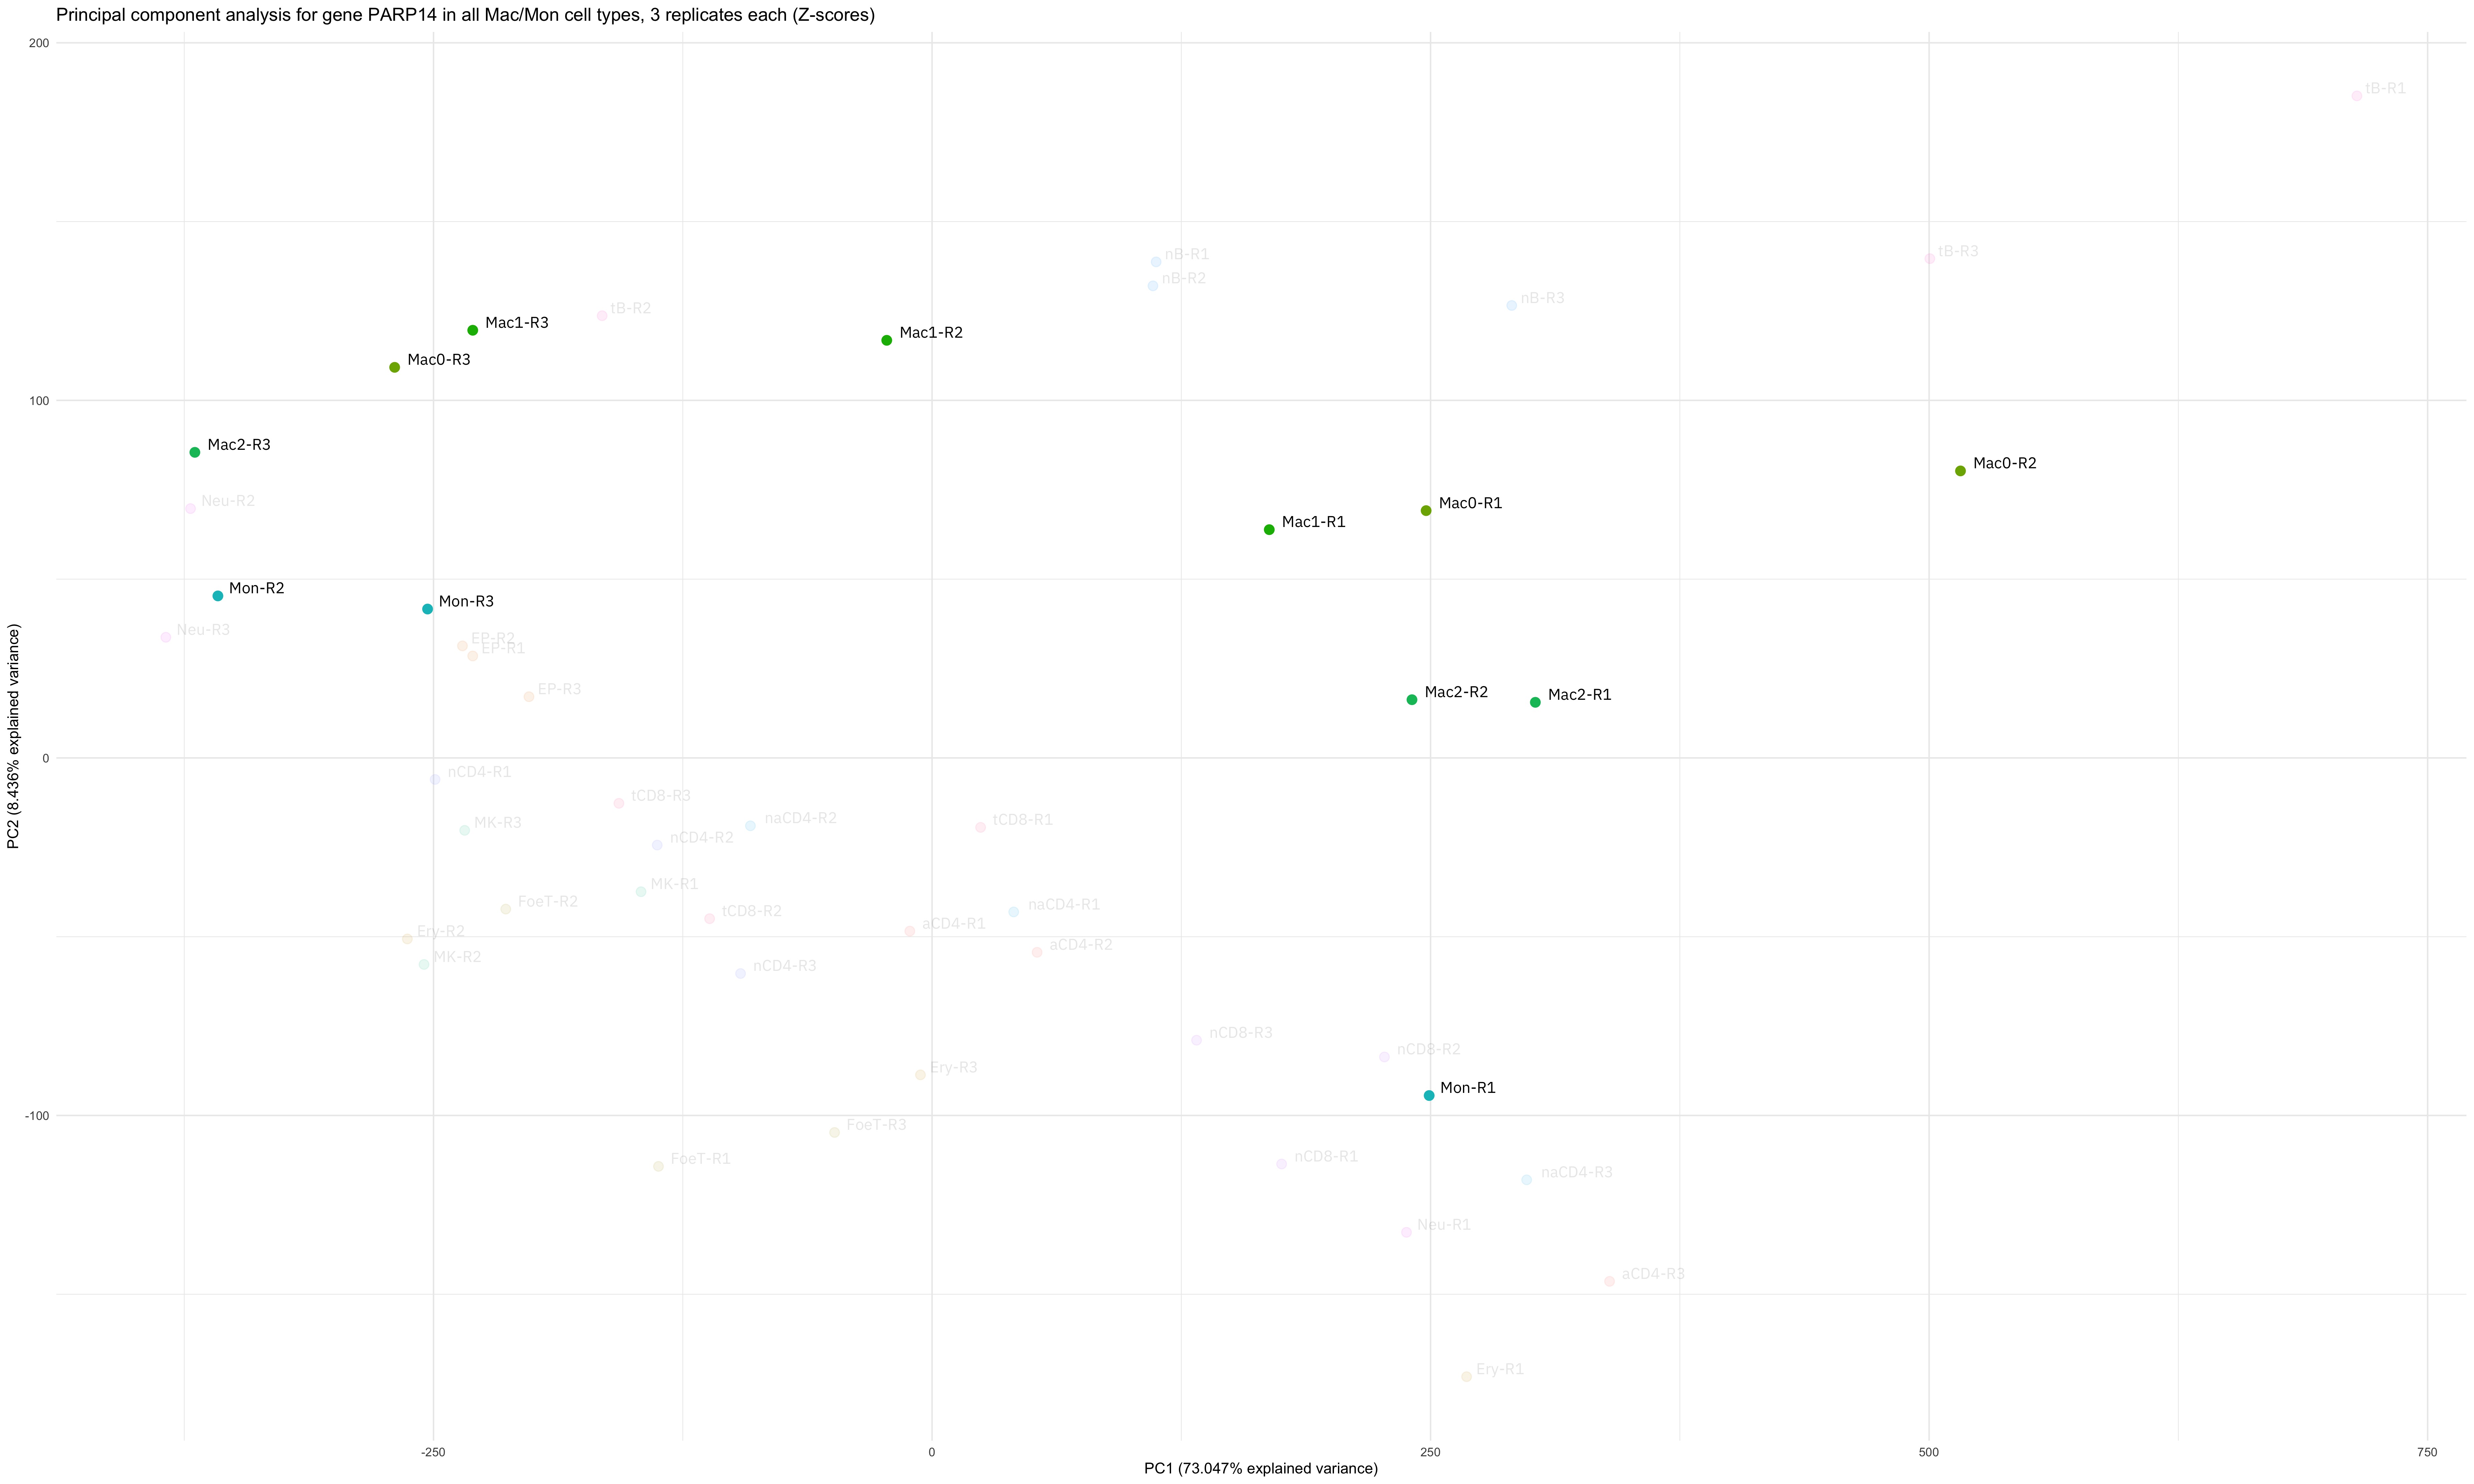 Principal component analysis for gene PARP14 in all Mac/Mon cell types, 3 replicates each (Z-scores)
200
tB-R1
nB-R1
tB-R3
nB-R2
nB-R3
tB-R2
Mac1-R3
Mac1-R2
Mac0-R3
100
Mac2-R3
Mac0-R2
Neu-R2
Mac0-R1
Mac1-R1
Mon-R2
Mon-R3
Neu-R3
EP-R2
EP-R1
EP-R3
Mac2-R2
Mac2-R1
PC2 (8.436% explained variance)
0
nCD4-R1
tCD8-R3
MK-R3
naCD4-R2
tCD8-R1
nCD4-R2
MK-R1
FoeT-R2
naCD4-R1
tCD8-R2
aCD4-R1
Ery-R2
aCD4-R2
MK-R2
nCD4-R3
nCD8-R3
nCD8-R2
Ery-R3
Mon-R1
-100
FoeT-R3
FoeT-R1
nCD8-R1
naCD4-R3
Neu-R1
aCD4-R3
Ery-R1
-250
0
250
500
750
PC1 (73.047% explained variance)